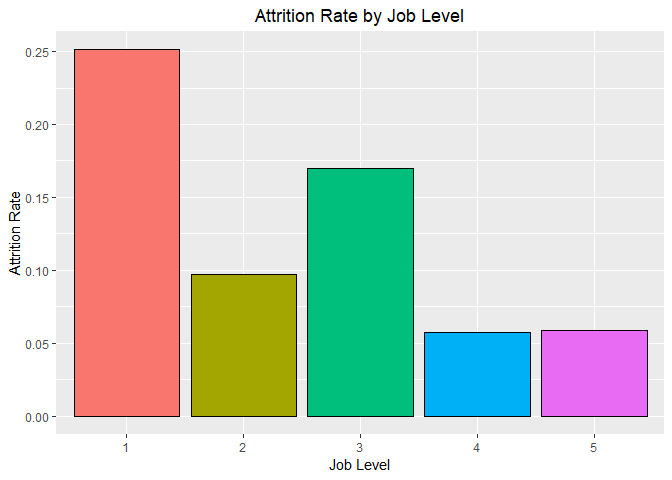 Attrition Rate by Job Level
Attrition Rate
0.25
0.20
0.15
0.10
0.05
0.00
1 2 3 4 5
Job Level